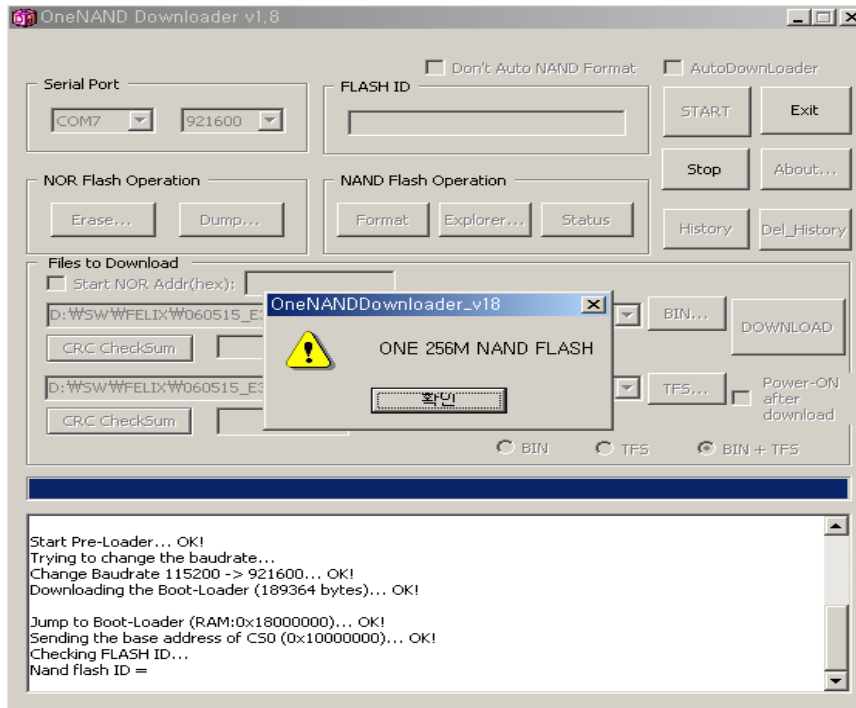 OneNAND Downloader v1.8
Don't Auto NAND Format
AutoDownLoader
Serial Port
FLASH ID
COM7
921600
START
Exit
Stop
About...
NOR Flash Operation
NAND Flash Operation
Erase...
Dump...
Format
Explorer...
Status
History
Del_History
Files to Download
Start NOR Addr(hex):
D:₩SW₩FELIX₩060515_E3
BIN...
DOWNLOAD
CRC CheckSum
OneNANDDownloader_v18
ONE 256M NAND FLASH
확인
D:₩SW₩FELIX₩060515_E3
TFS...
Power-ON
after
download
CRC CheckSum
BIN
TFS
BIN + TFS
Start Pre-Loader... OK!
Trying to change the baudrate...
Change Baudrate 115200 -> 921600... OK!
Downloading the Boot-Loader (189364 bytes)... OK!
Jump to Boot-Loader (RAM:0x18000000)... OK!
Sending the base address of CS0 (0x10000000)... OK!
Checking FLASH ID...
Nand flash ID =